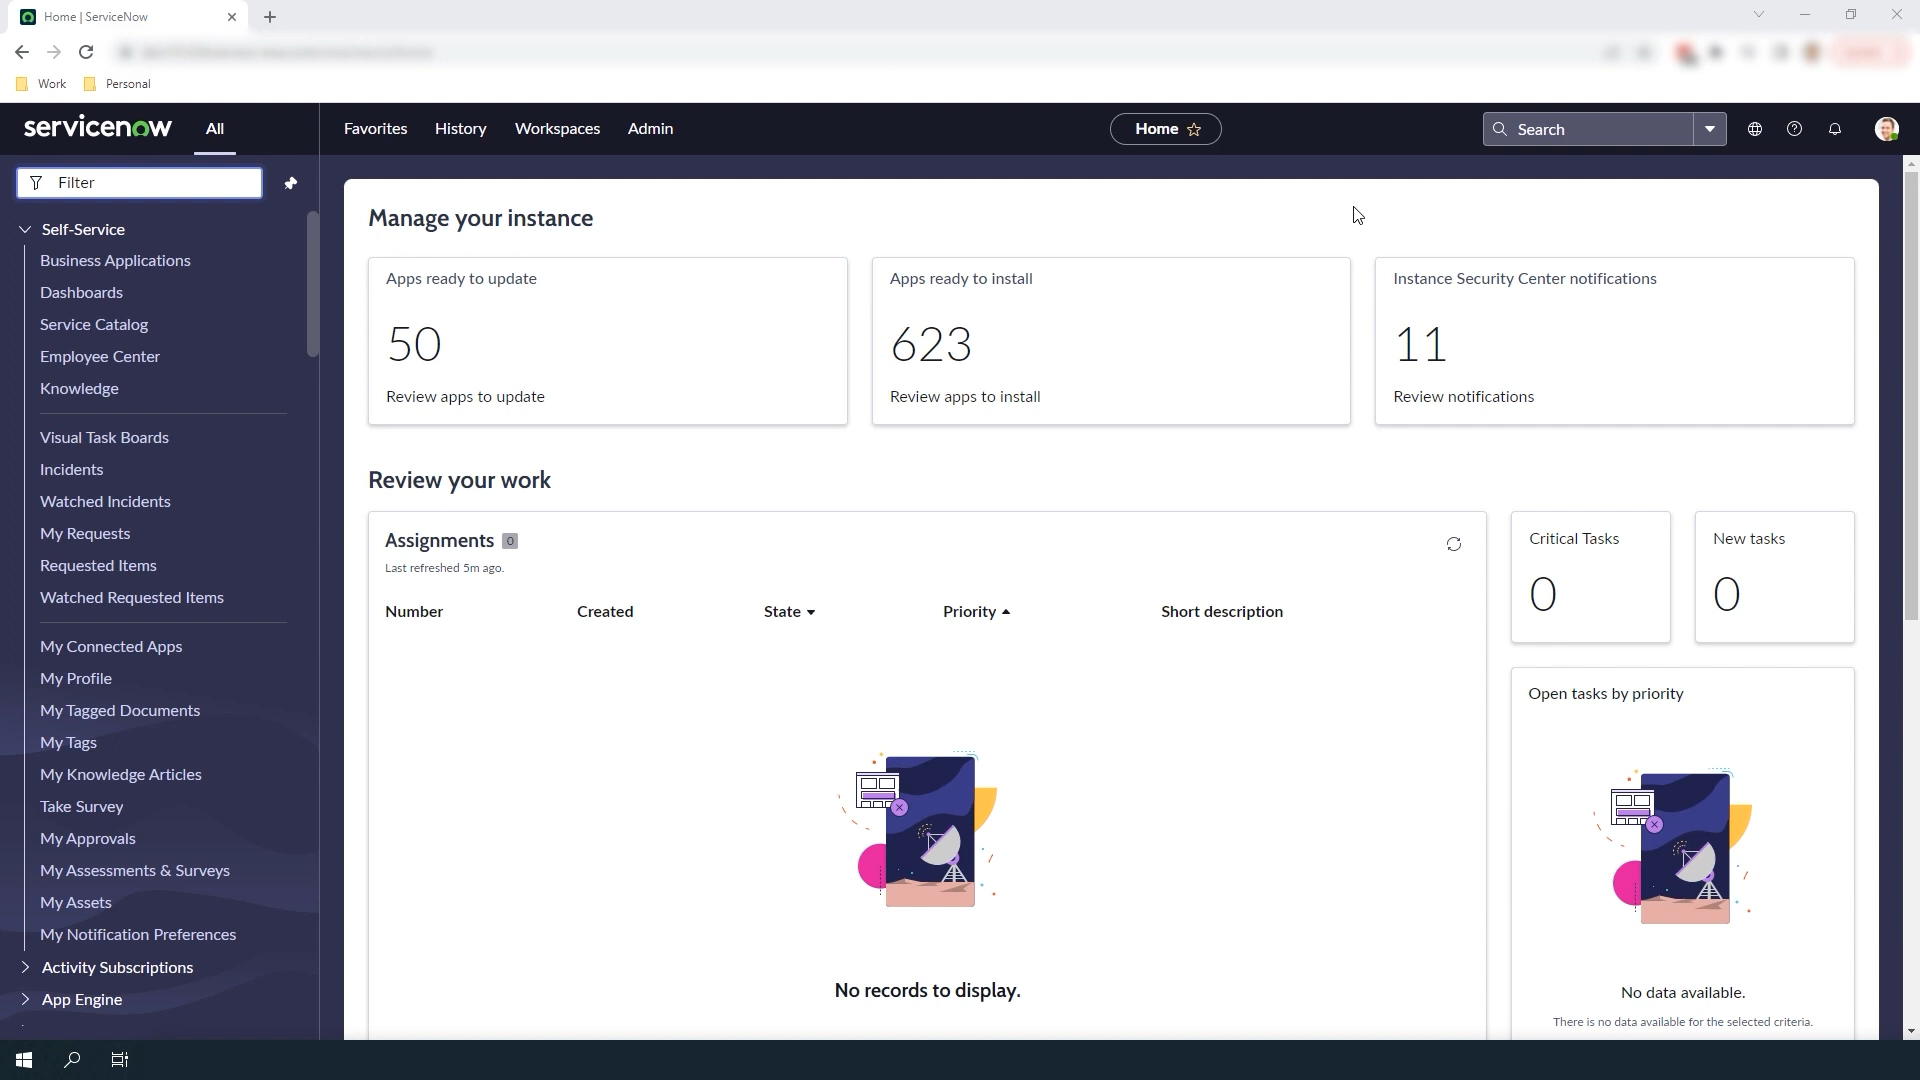 Home | ServiceNow
Work Personal
servicenow All Favorites History Workspaces Admin Home Search
Filter
Self-Service
Business Applications
Dashboards
Service Catalog
Employee Center
Knowledge
Visual Task Boards
Incidents
Watched Incidents
My Requests
Requested Items
Watched Requested Items
My Connected Apps
My Profile
My Tagged Documents
My Tags
My Knowledge Articles
Take Survey
My Approvals
My Assessments & Surveys
My Assets
My Notification Preferences
Activity Subscriptions
App Engine
Manage your instance
Apps ready to update
50
Review apps to update
Apps ready to install
623
Review apps to install
Instance Security Center notifications
11
Review notifications
Review your work
Assignments 0
Last refreshed 5m ago.
Number Created State Priority Short description
No records to display.
Critical Tasks
0
New tasks
0
Open tasks by priority
No data available.
There is no data available for the selected criteria.